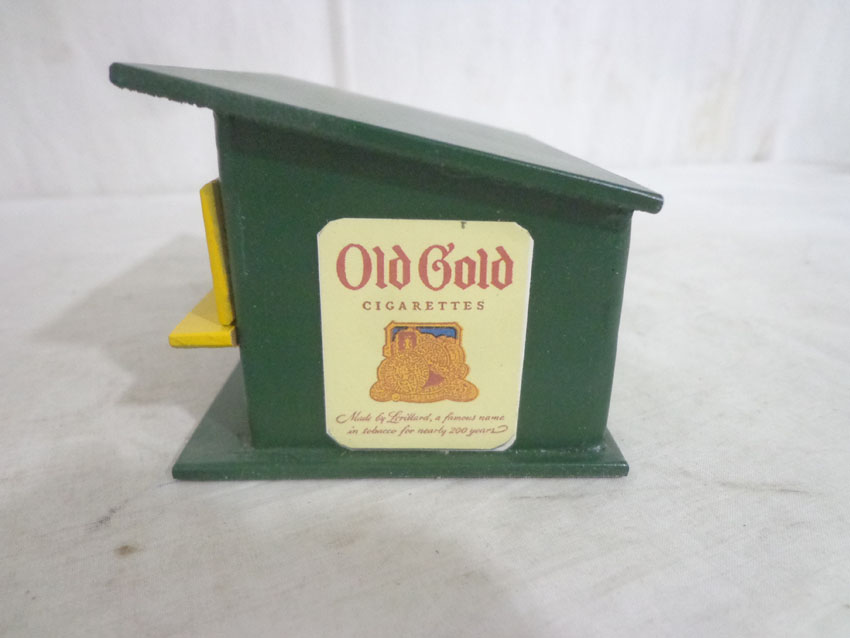 Old Gold
CIGARETTES
Made by Lorillard, a famous name
in tobacco for nearly 200 years